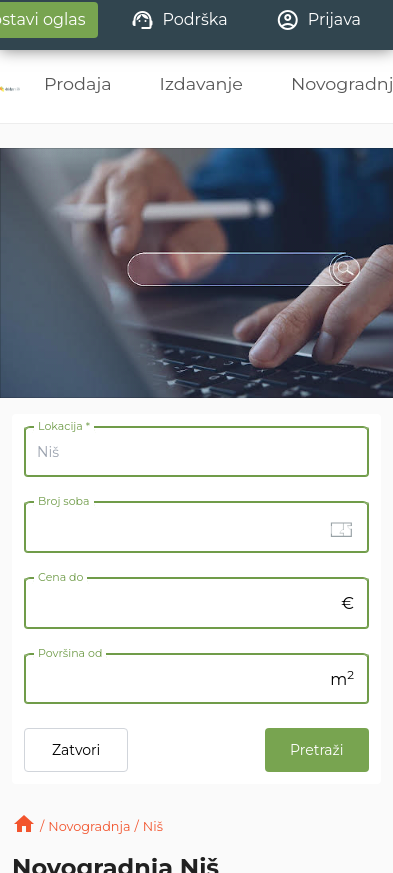 ostavi oglas
Podrška
Prijava
Prodaja
Izdavanje
Novogradnj
Lokacija *
Niš
Broj soba
Cena do
€
Površina od
m²
Zatvori
Pretraži
/ Novogradnja / Niš
Novogradnja Niš